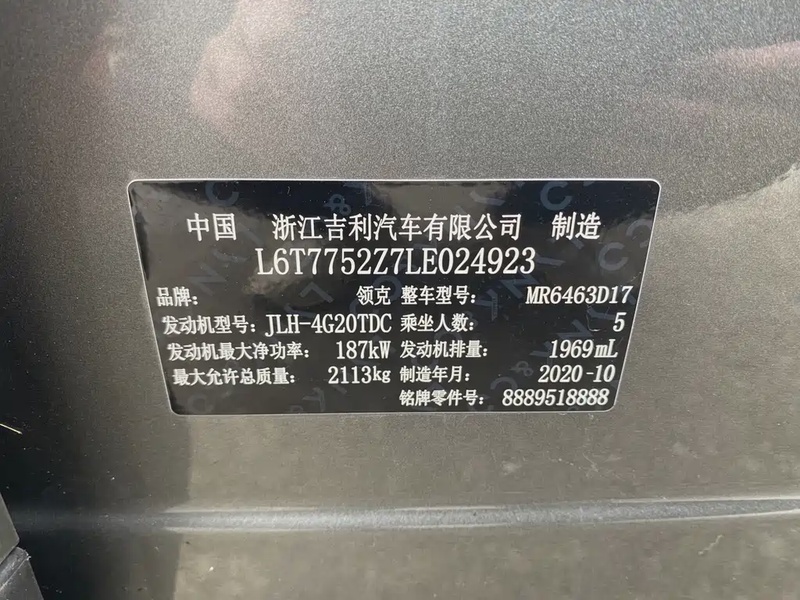 中国 浙江吉利汽车有限公司 制造
L6T7752Z7LE024923
品牌: 领克 整车型号: MR6463D17
发动机型号: JLH-4G20TDC 乘坐人数: 5
发动机最大净功率: 187kW 发动机排量: 1969mL
最大允许总质量: 2113kg 制造年月: 2020-10
铭牌零件号: 8889518888